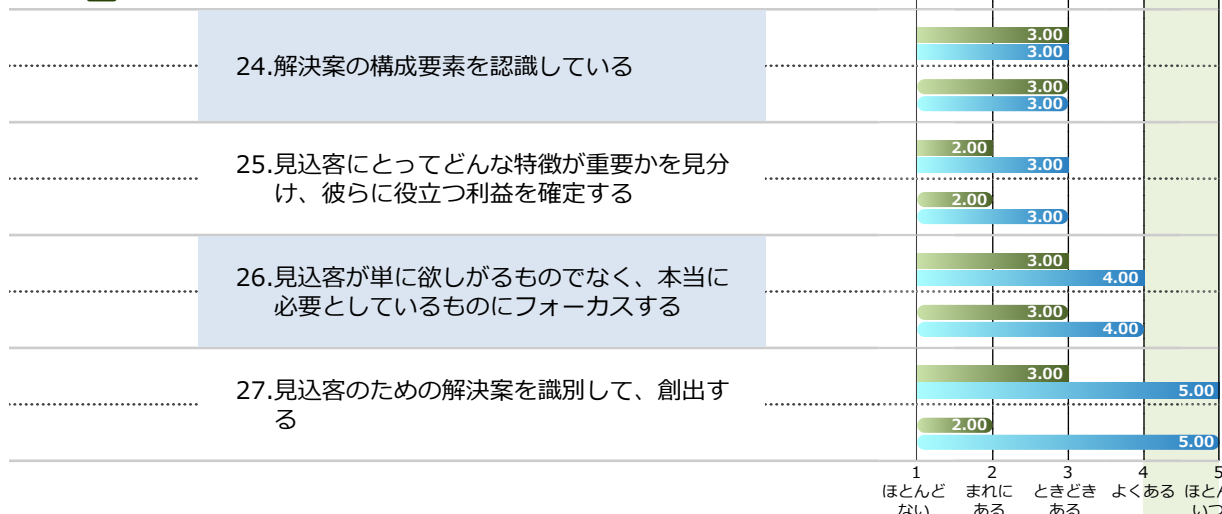 24.解決案の構成要素を認識している
3.00
3.00
3.00
3.00
25.見込客にとってどんな特徴が重要かを見分
け、彼らに役立つ利益を確定する
2.00
3.00
2.00
3.00
26.見込客が単に欲しがるものでなく、本当に
必要としているものにフォーカスする
3.00
4.00
3.00
4.00
27.見込客のための解決案を識別して、創出す
る
3.00
5.00
2.00
5.00
1 2 3 4 5
ほとんど まれに ときどき よくある ほとん
ない ある ある いつ